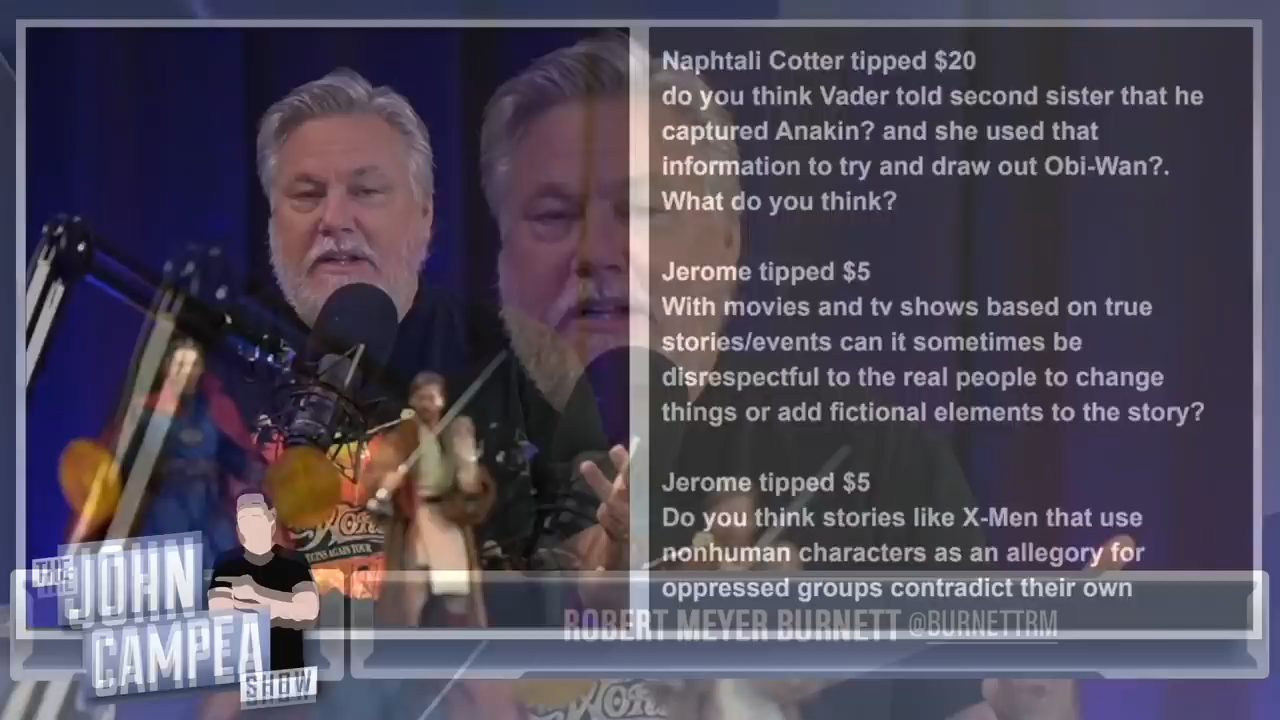 Naphtali Cotter tipped $20
do you think Vader told second sister that he
captured Anakin? and she used that
information to try and draw out Obi-Wan?.
What do you think?
Jerome tipped $5
With movies and tv shows based on true
stories/events can it sometimes be
disrespectful to the real people to change
things or add fictional elements to the story?
Jerome tipped $5
Do you think stories like X-Men that use
nonhuman characters as an allegory for
oppressed groups contradict their own
ROBERT MEYER BURNETT @BURNETTRM
THE
JOHN
CAMPEA
SHOW